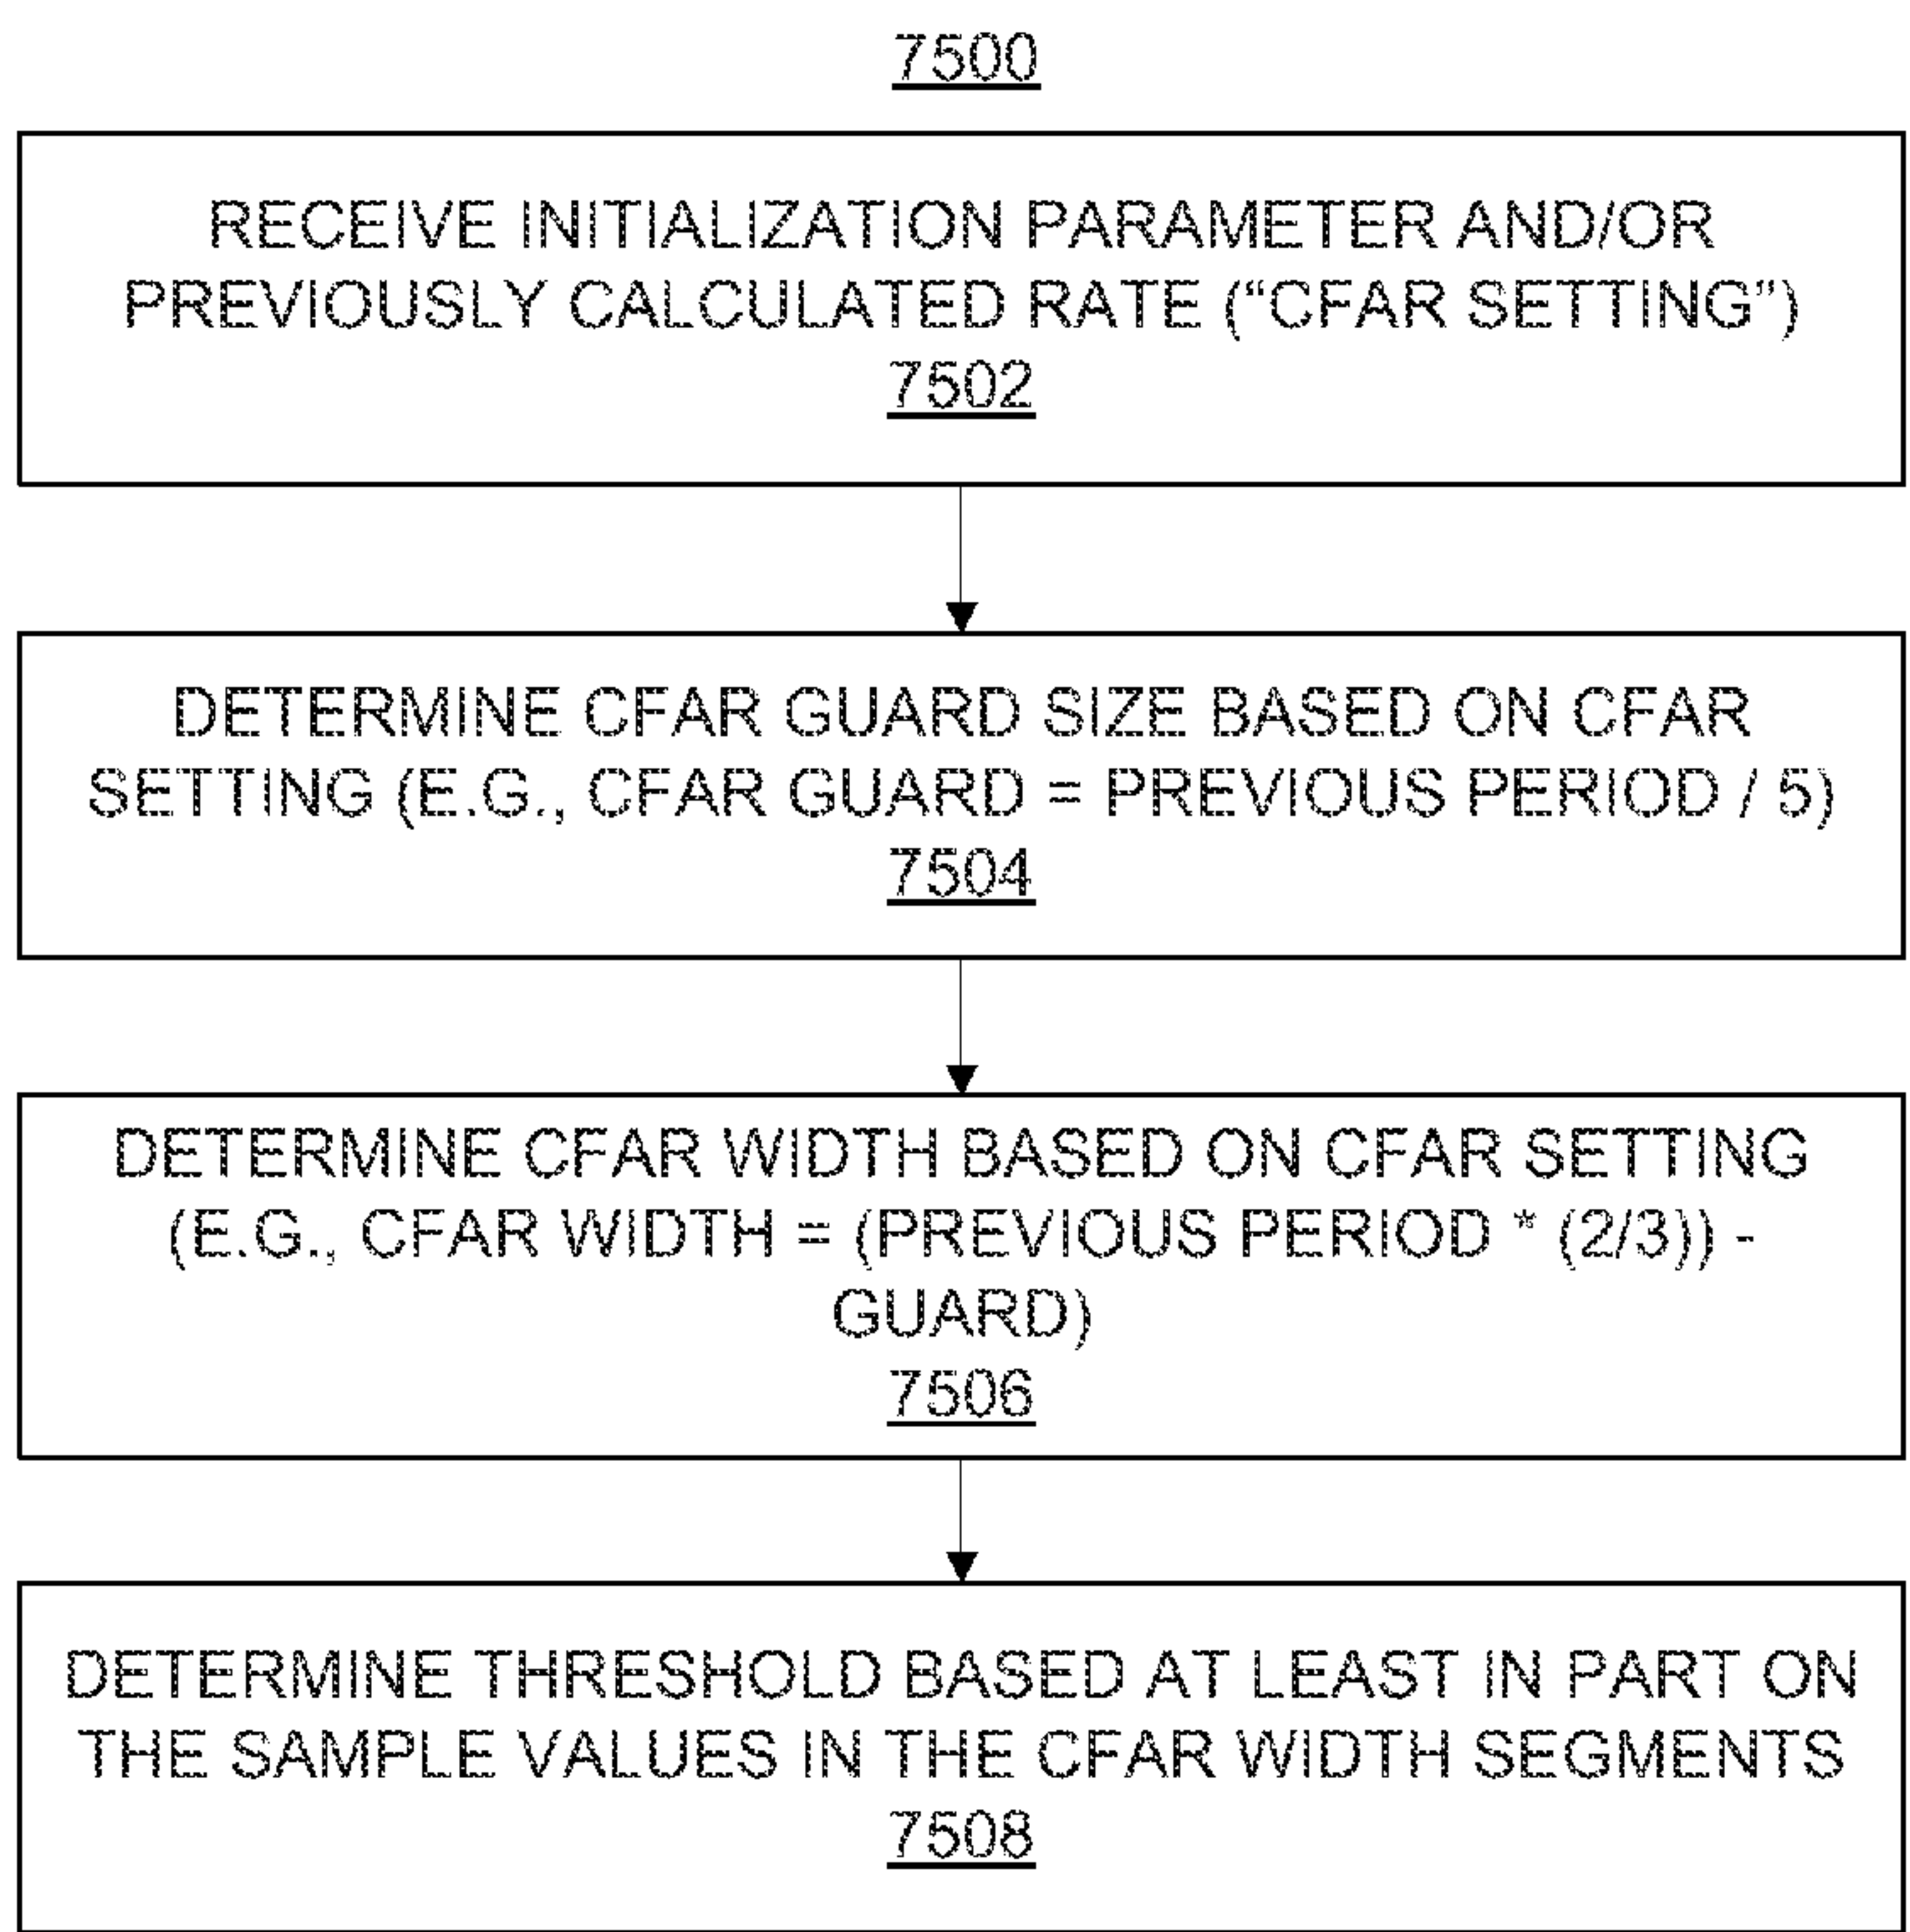 7500
RECEIVE INITIALIZATION PARAMETER AND/OR
PREVIOUSLY CALCULATED RATE (“CFAR SETTING”)
7502
DETERMINE CFAR GUARD SIZE BASED ON CFAR
SETTING (E.G., CFAR GUARD = PREVIOUS PERIOD / 5)
7504
DETERMINE CFAR WIDTH BASED ON CFAR SETTING
(E.G., CFAR WIDTH = (PREVIOUS PERIOD * (2/3)) -
GUARD)
7506
DETERMINE THRESHOLD BASED AT LEAST IN PART ON
THE SAMPLE VALUES IN THE CFAR WIDTH SEGMENTS
7508